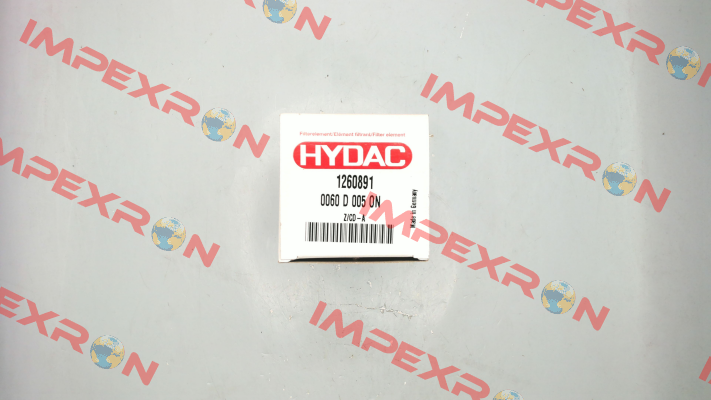 Filterelement/Element filtrant/Filter element
HYDAC
1260891
0060 D 005 ON
Z/CD-A
Made in Germany
IMPEXRON
IMPEXRON
IMPEXRON
IMPEXRON
IMPEXRON
IMPEXRON
IMPEXRON
IMPEXRON